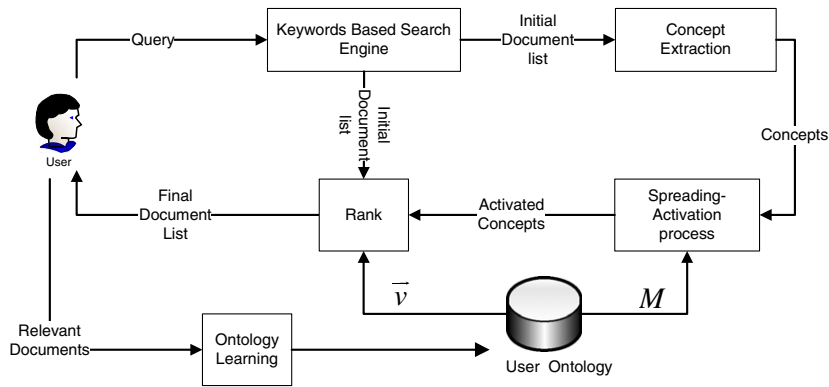 Query
Keywords Based Search
Engine
Initial
Document
list
Concept
Extraction
Initial
Document
list
Concepts
User
Final
Document
List
Rank
Activated
Concepts
Spreading-
Activation
process
v
M
Relevant
Documents
Ontology
Learning
User Ontology